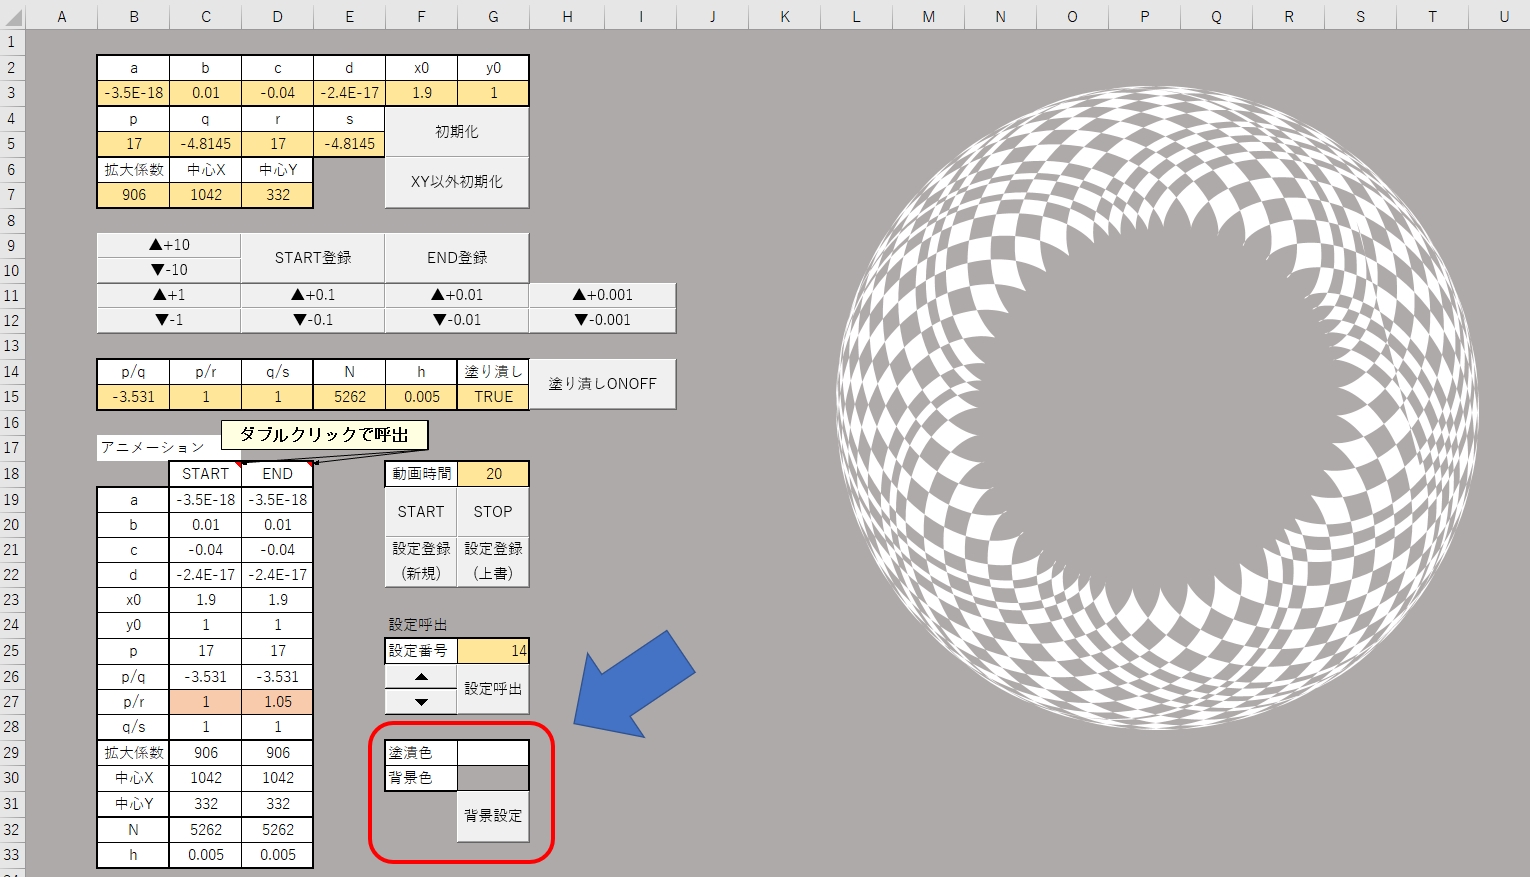 A B C D E F G H I J K L M N O P Q R S T U
1
2 a b c d x0 y0
3 -3.5E-18 0.01 -0.04 -2.4E-17 1.9 1
4 p q r s
初期化
5 17 -4.8145 17 -4.8145
6 拡大係数 中心X 中心Y
XY以外初期化
7 906 1042 332
8
9 ▲+10
START登録 END登録
10 ▼-10
11 ▲+1 ▲+0.1 ▲+0.01 ▲+0.001
12 ▼-1 ▼-0.1 ▼-0.01 ▼-0.001
13
14 p/q p/r q/s N h 塗り潰し
塗り潰しONOFF
15 -3.531 1 1 5262 0.005 TRUE
16
ダブルクリックで呼出
17 アニメーション
18 START END 動画時間 20
19 a -3.5E-18 -3.5E-18
START STOP
20 b 0.01 0.01
21 c -0.04 -0.04 設定登録 設定登録
22 d -2.4E-17 -2.4E-17 (新規) (上書)
23 x0 1.9 1.9
24 y0 1 1 設定呼出
25 p 17 17 設定番号 14
26 p/q -3.531 -3.531 ▲
設定呼出
27 p/r 1 1.05 ▼
28 q/s 1 1
29 拡大係数 906 906 塗潰色
30 中心X 1042 1042 背景色
31 中心Y 332 332
背景設定
32 N 5262 5262
33 h 0.005 0.005